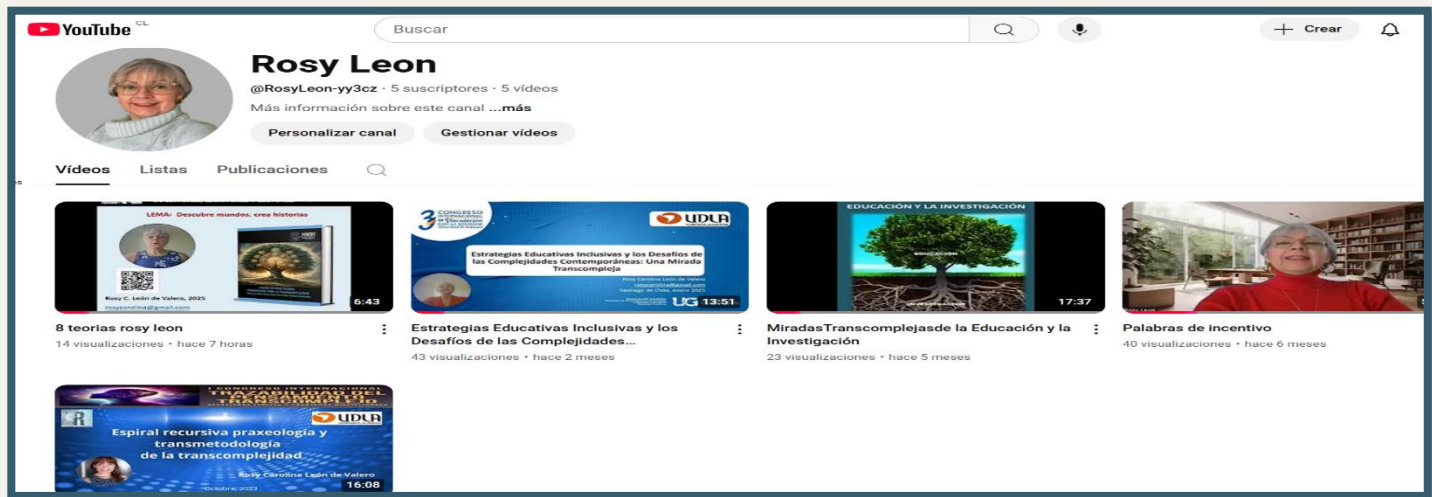 YouTube CL
Buscar
Crear
Rosy Leon
@RosyLeon-yy3cz · 5 suscriptores · 5 vídeos
Más información sobre este canal ...más
Personalizar canal
Gestionar vídeos
Vídeos
Listas
Publicaciones
LEMA: Descubre mundos, crea historias
Rosy C. León de Valero, 2025
6:43
8 teorias rosy leon
14 visualizaciones • hace 7 horas
3 CONGRESO
INTERNACIONAL
UDLA
Estrategias Educativas Inclusivas y los Desafíos de
las Complejidades Contemporáneas: Una Mirada
Transcompleja
Rosy Carolina León de Valero
Santiago de Chile, enero 2025
UG
13:51
Estrategias Educativas Inclusivas y los
Desafíos de las Complejidades...
43 visualizaciones • hace 2 meses
EDUCACIÓN Y LA INVESTIGACIÓN
EDUCACIÓN
INVESTIGACIÓN
17:37
MiradasTranscomplejasde la Educación y la
Investigación
23 visualizaciones • hace 5 meses
Palabras de incentivo
40 visualizaciones • hace 6 meses
I CONGRESO INTERNACIONAL
TRAZABILIDAD DEL
PENSAMIENTO
TRANSCOMPLEJO
UDLA
Espiral recursiva praxeología y
transmetodología
de la transcomplejidad
Rosy Carolina León de Valero
Octubre, 2023
16:08